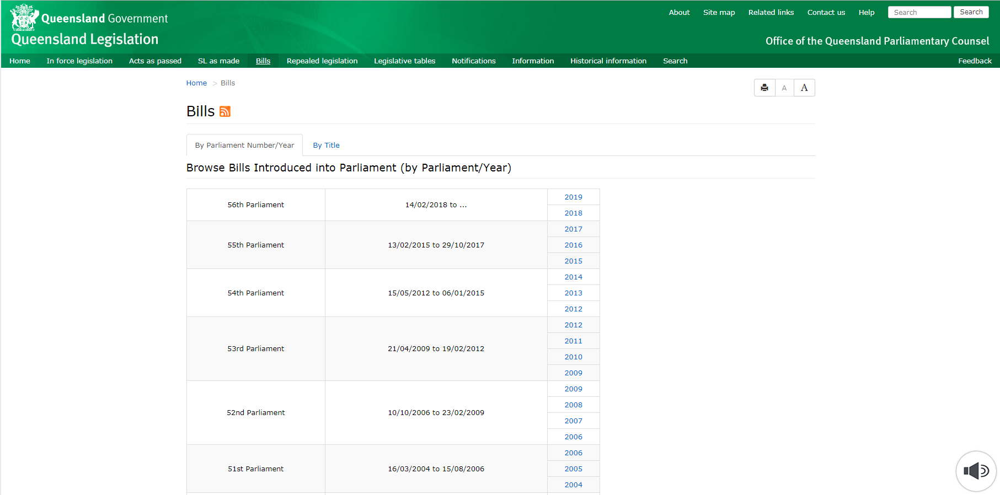 Queensland Government
Queensland Legislation
About Site map Related links Contact us Help Search Search
Office of the Queensland Parliamentary Counsel
Home In force legislation Acts as passed SL as made Bills Repealed legislation Legislative tables Notifications Information Historical information Search Feedback
Home > Bills
A A
Bills
By Parliament Number/Year By Title
Browse Bills Introduced into Parliament (by Parliament/Year)
56th Parliament 14/02/2018 to ... 2019
2018
55th Parliament 13/02/2015 to 29/10/2017 2017
2016
2015
54th Parliament 15/05/2012 to 06/01/2015 2014
2013
2012
53rd Parliament 21/04/2009 to 19/02/2012 2012
2011
2010
2009
52nd Parliament 10/10/2006 to 23/02/2009 2009
2008
2007
2006
51st Parliament 16/03/2004 to 15/08/2006 2006
2005
2004